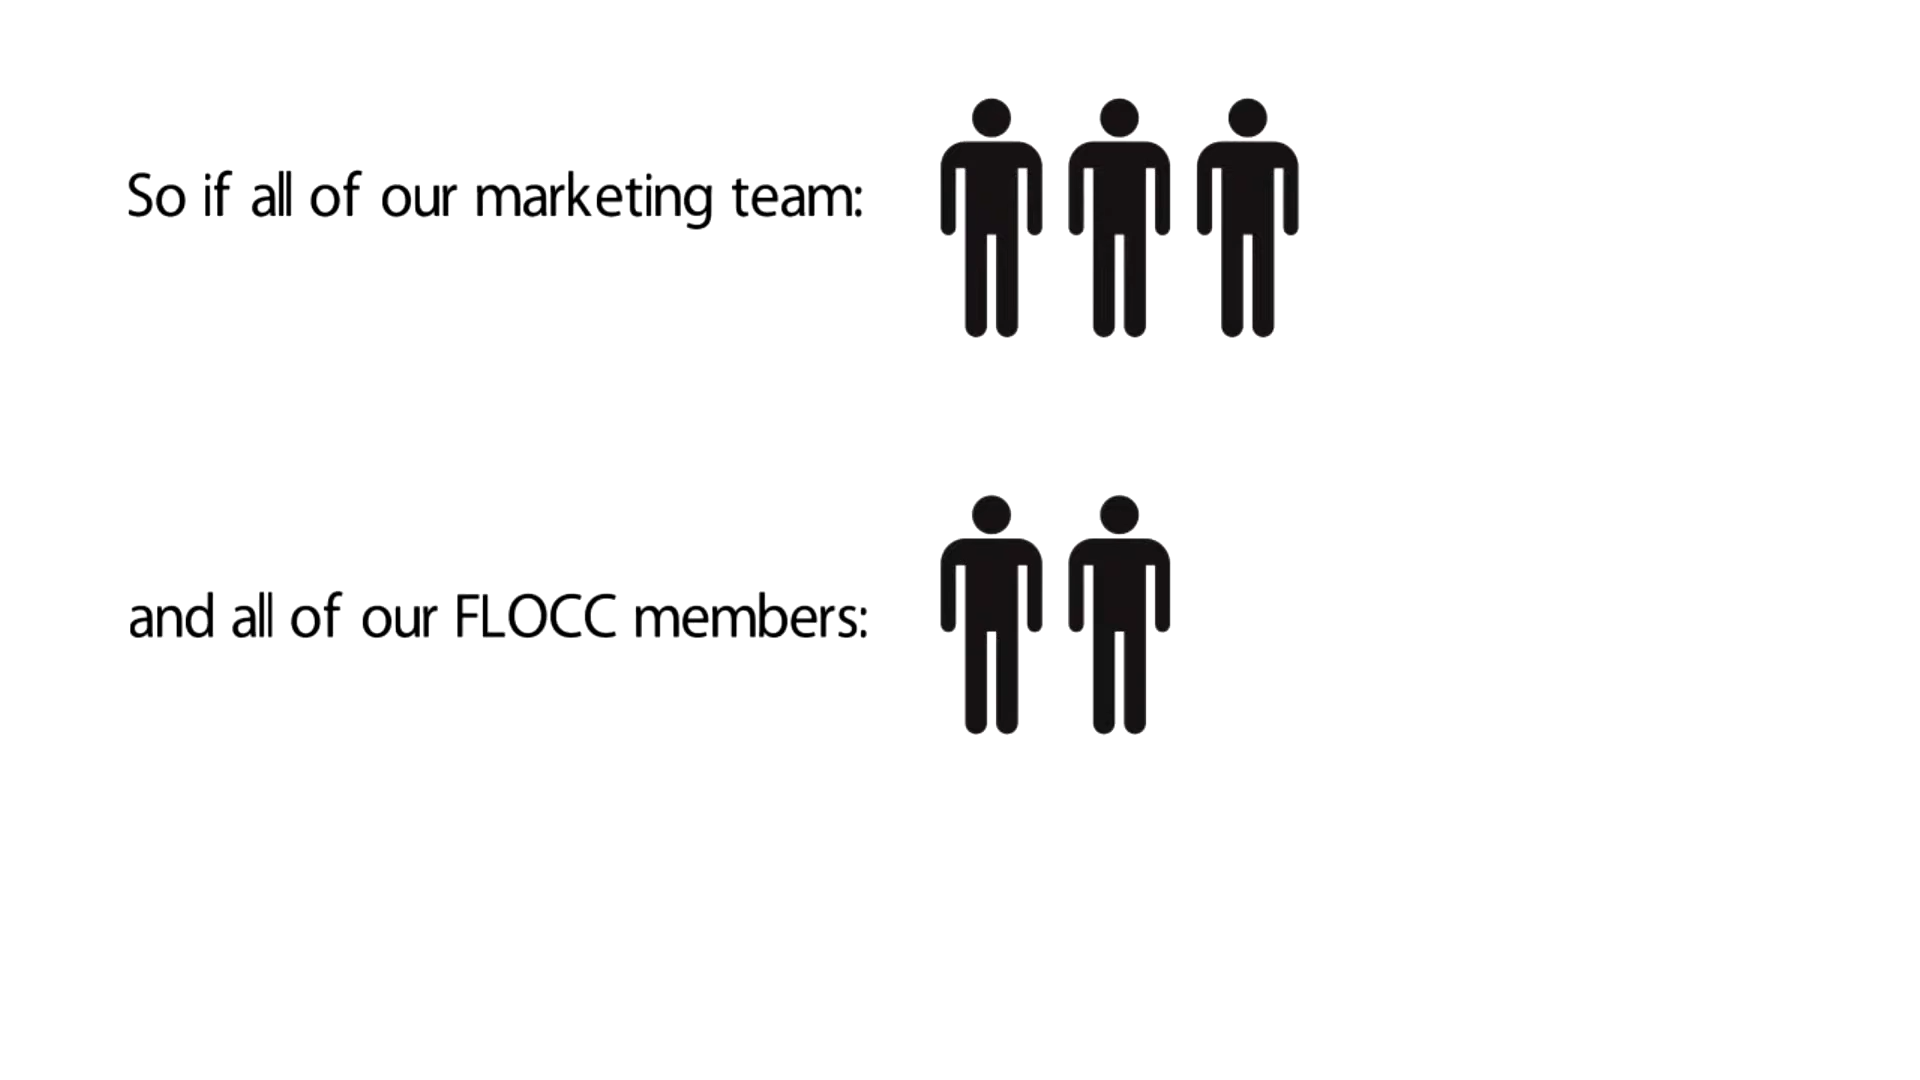 So if all of our marketing team:
and all of our FLOCC members: